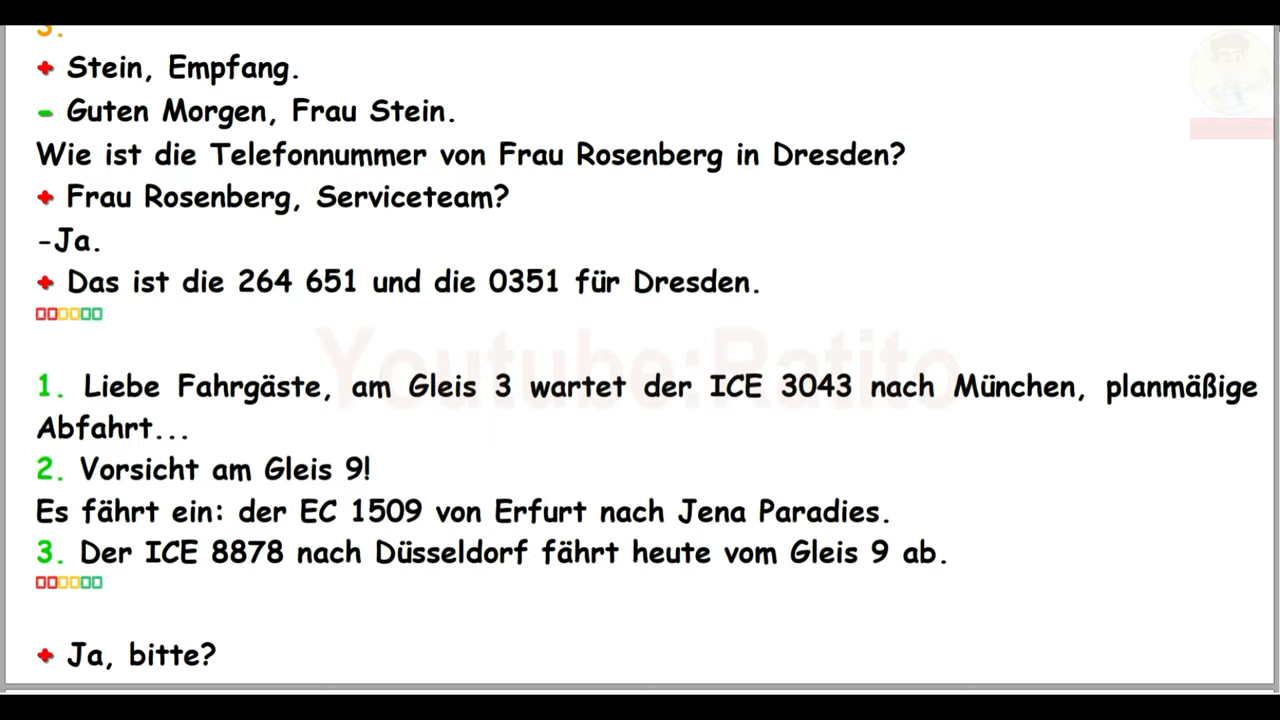 3.
+ Stein, Empfang.
- Guten Morgen, Frau Stein.
Wie ist die Telefonnummer von Frau Rosenberg in Dresden?
+ Frau Rosenberg, Serviceteam?
-Ja.
+ Das ist die 264 651 und die 0351 für Dresden.
Youtube:Ratito
1. Liebe Fahrgäste, am Gleis 3 wartet der ICE 3043 nach München, planmäßige
Abfahrt...
2. Vorsicht am Gleis 9!
Es fährt ein: der EC 1509 von Erfurt nach Jena Paradies.
3. Der ICE 8878 nach Düsseldorf fährt heute vom Gleis 9 ab.
+ Ja, bitte?